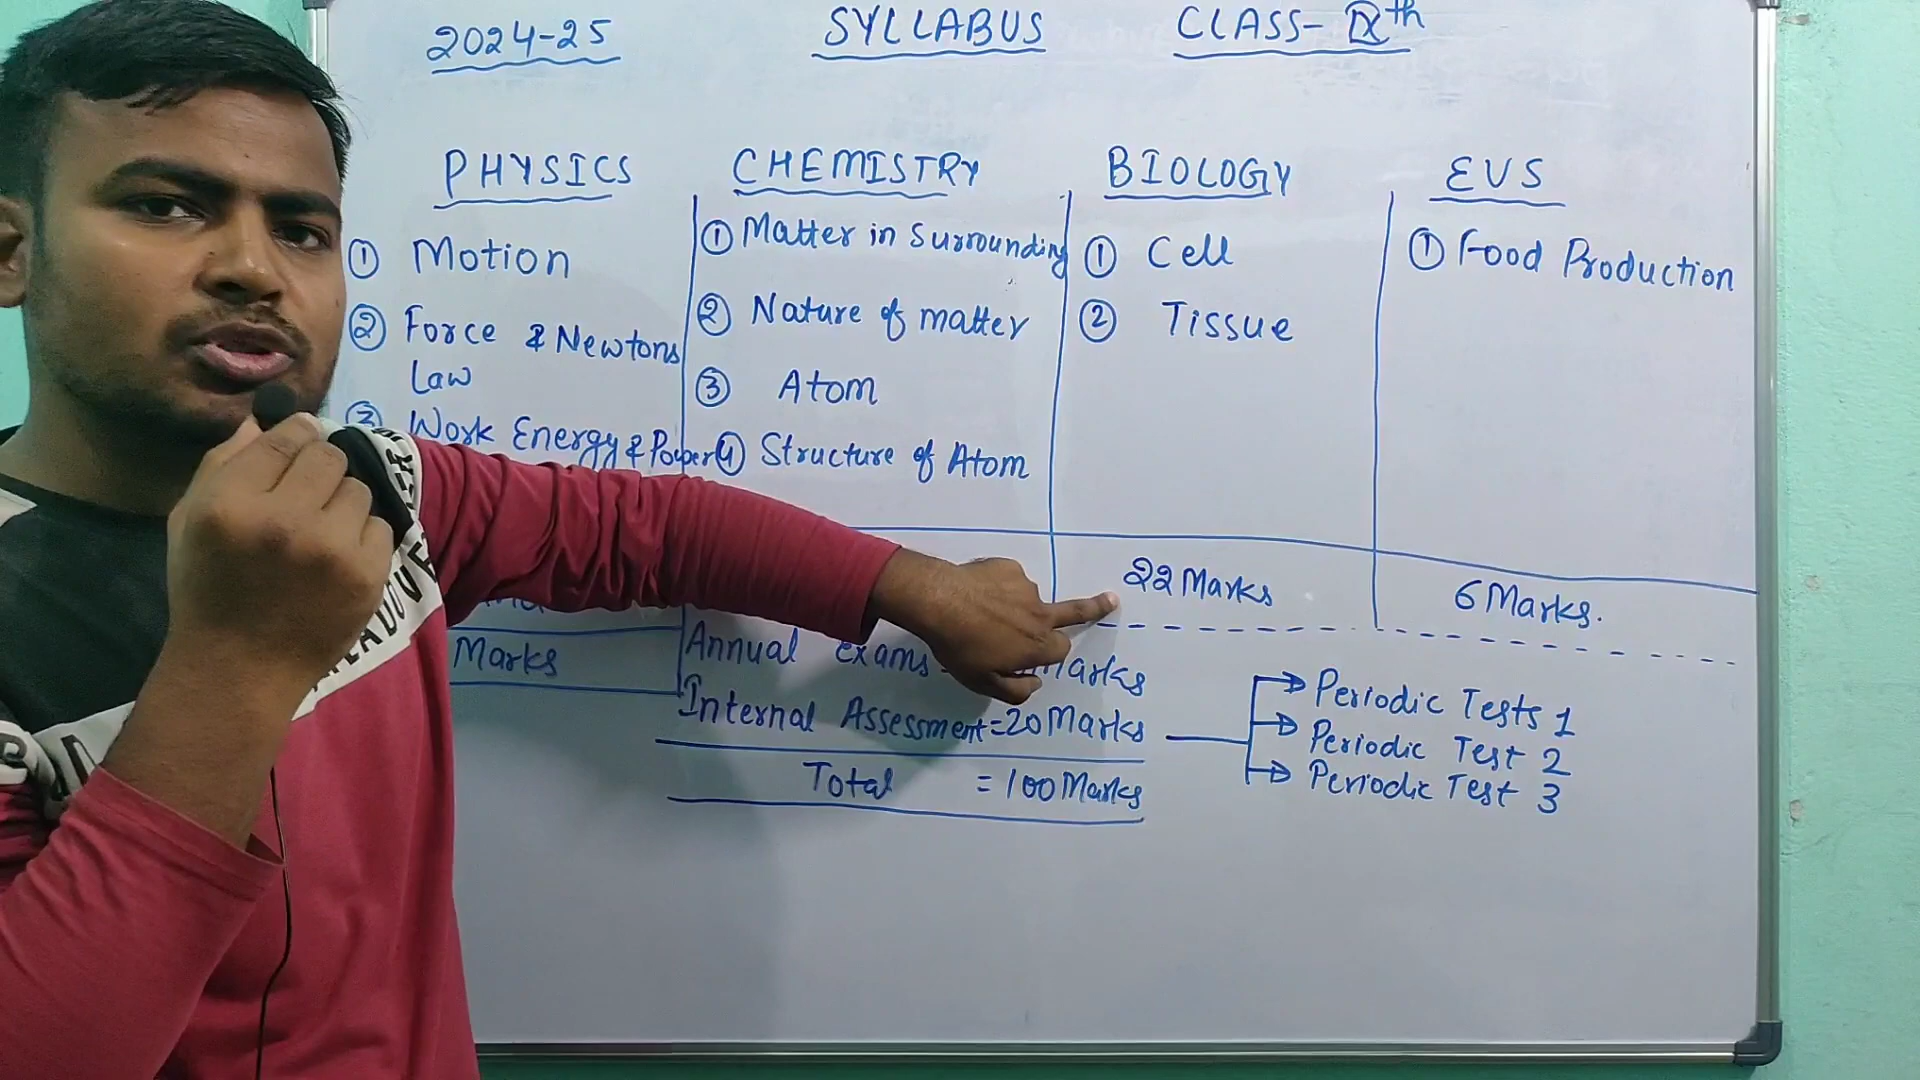 2024-25 SYLLABUS CLASS- IXth
PHYSICS
① Motion
② Force & Newtons
Law
③ Work Energy & Power
Marks
CHEMISTRY
① Matter in Surrounding
② Nature of matter
③ Atom
④ Structure of Atom
BIOLOGY
① Cell
② Tissue
22 Marks
EVS
① Food Production
6 Marks.
Annual exams Marks
Internal Assessment=20 Marks
Total = 100 Marks
Periodic Tests 1
Periodic Test 2
Periodic Test 3